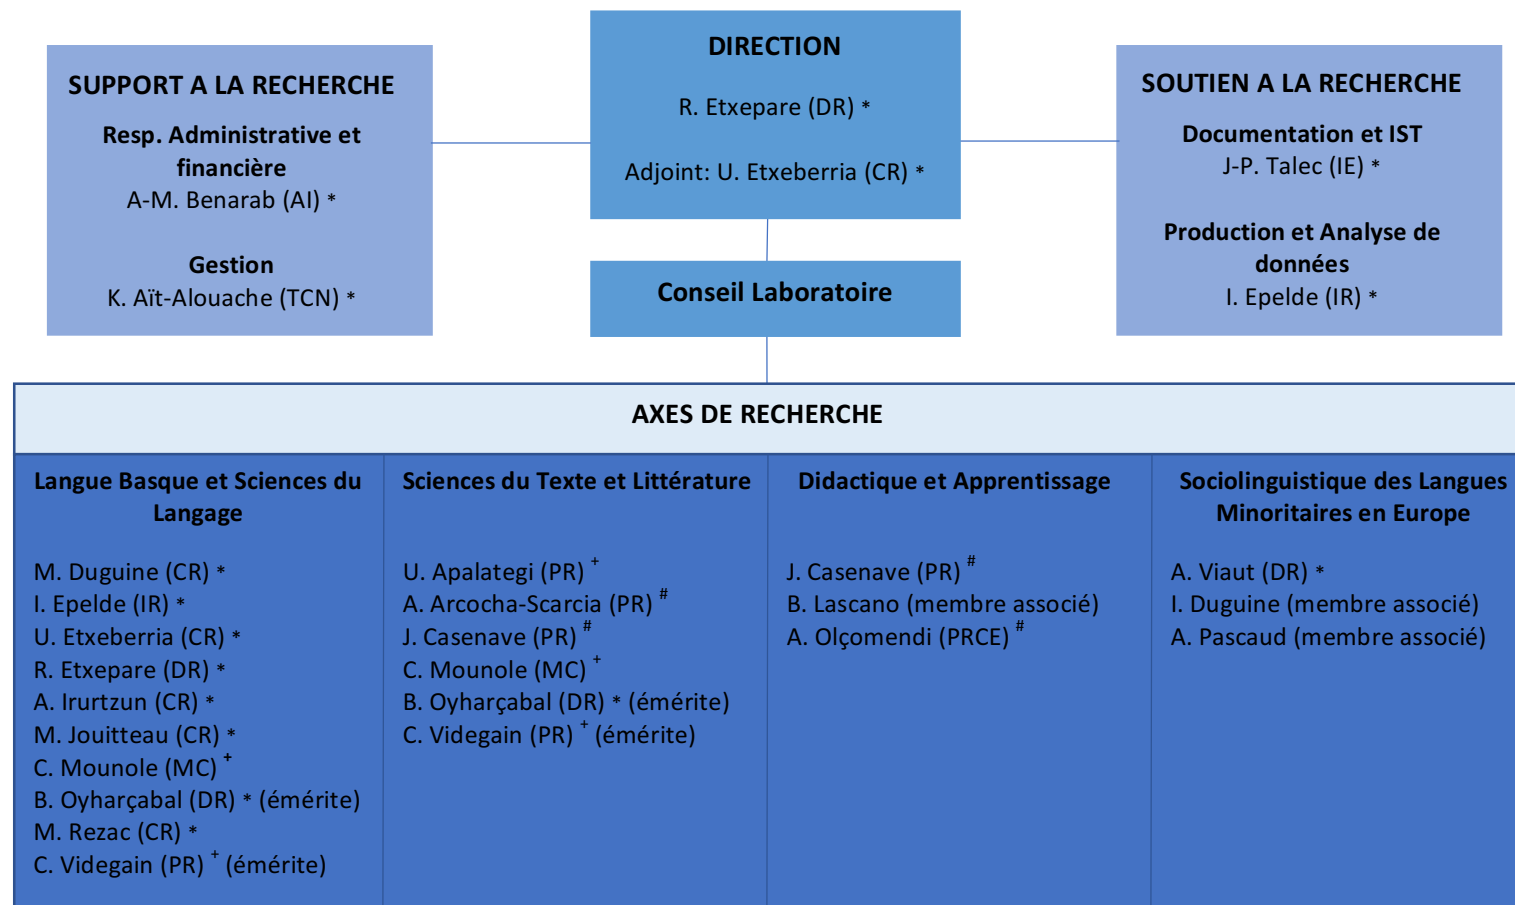 SUPPORT A LA RECHERCHE
Resp. Administrative et
financière
A-M. Benarab (AI) *
Gestion
K. Aït-Alouache (TCN) *
DIRECTION
R. Etxepare (DR) *
Adjoint: U. Etxeberria (CR) *
Conseil Laboratoire
SOUTIEN A LA RECHERCHE
Documentation et IST
J-P. Talec (IE) *
Production et Analyse de
données
I. Epelde (IR) *
AXES DE RECHERCHE
Langue Basque et Sciences du
Langage
M. Duguine (CR) *
I. Epelde (IR) *
U. Etxeberria (CR) *
R. Etxepare (DR) *
A. Irurtzun (CR) *
M. Jouitteau (CR) *
C. Mounole (MC) +
B. Oyharçabal (DR) * (émérite)
M. Rezac (CR) *
C. Videgain (PR) + (émérite)
Sciences du Texte et Littérature
U. Apalategi (PR) +
A. Arcocha-Scarcia (PR) #
J. Casenave (PR) #
C. Mounole (MC) +
B. Oyharçabal (DR) * (émérite)
C. Videgain (PR) + (émérite)
Didactique et Apprentissage
J. Casenave (PR) #
B. Lascano (membre associé)
A. Olçomendi (PRCE) #
Sociolinguistique des Langues
Minoritaires en Europe
A. Viaut (DR) *
I. Duguine (membre associé)
A. Pascaud (membre associé)